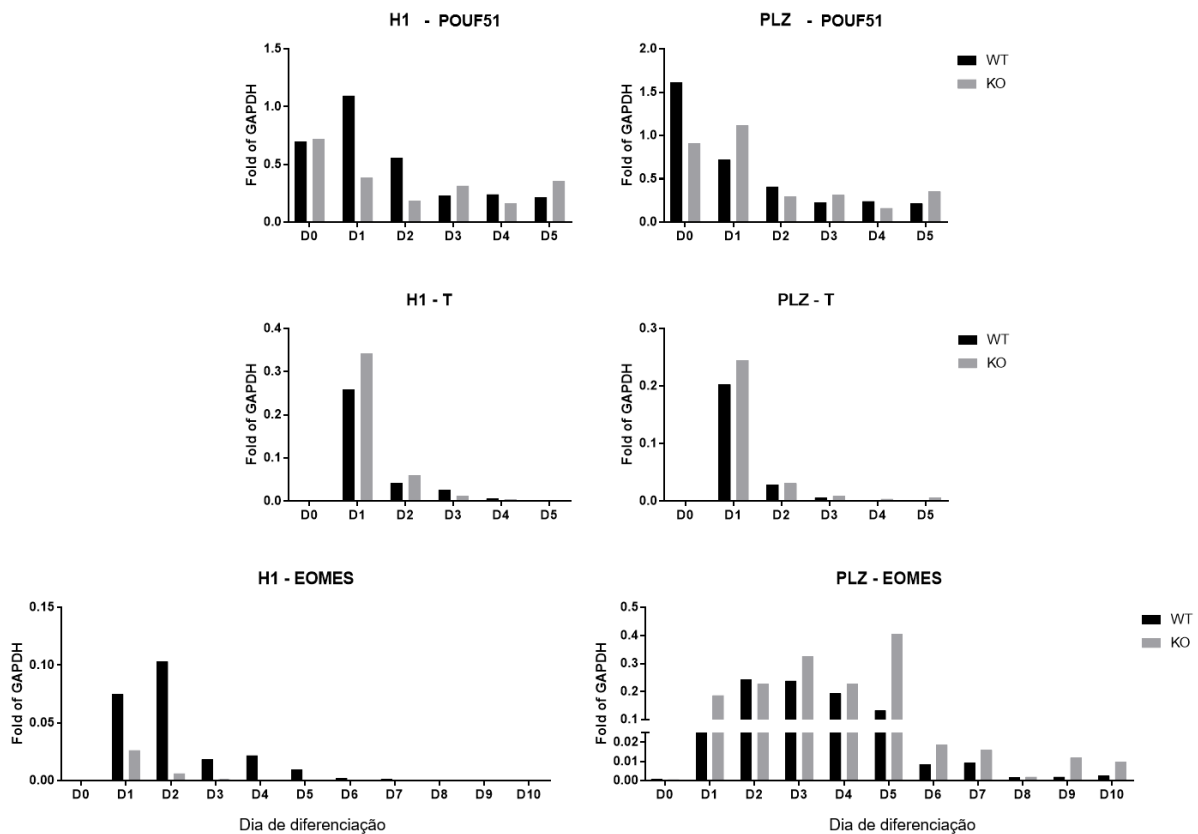 H1 - POUF51
Fold of GAPDH
1.5
1.0
0.5
0.0
D0 D1 D2 D3 D4 D5
PLZ - POUF51
Fold of GAPDH
2.0
1.5
1.0
0.5
0.0
D0 D1 D2 D3 D4 D5
WT
KO
H1 - T
Fold of GAPDH
0.4
0.3
0.2
0.1
0.0
D0 D1 D2 D3 D4 D5
PLZ - T
Fold of GAPDH
0.3
0.2
0.1
0.0
D0 D1 D2 D3 D4 D5
WT
KO
H1 - EOMES
Fold of GAPDH
0.15
0.10
0.05
0.00
D0 D1 D2 D3 D4 D5 D6 D7 D8 D9 D10
Dia de diferenciação
PLZ - EOMES
Fold of GAPDH
0.5
0.4
0.3
0.2
0.1
0.02
0.01
0.00
D0 D1 D2 D3 D4 D5 D6 D7 D8 D9 D10
Dia de diferenciação
WT
KO